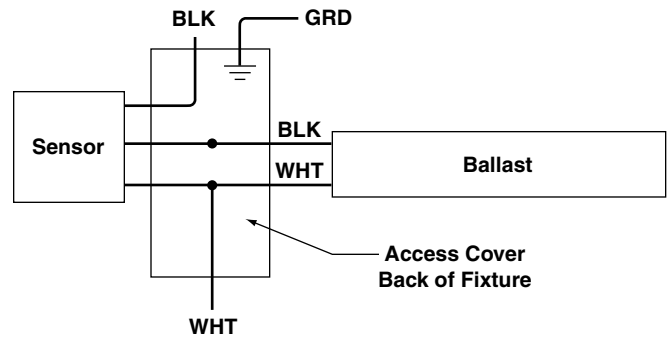 BLK
GRD
Sensor
BLK
WHT
Ballast
Access Cover
Back of Fixture
WHT